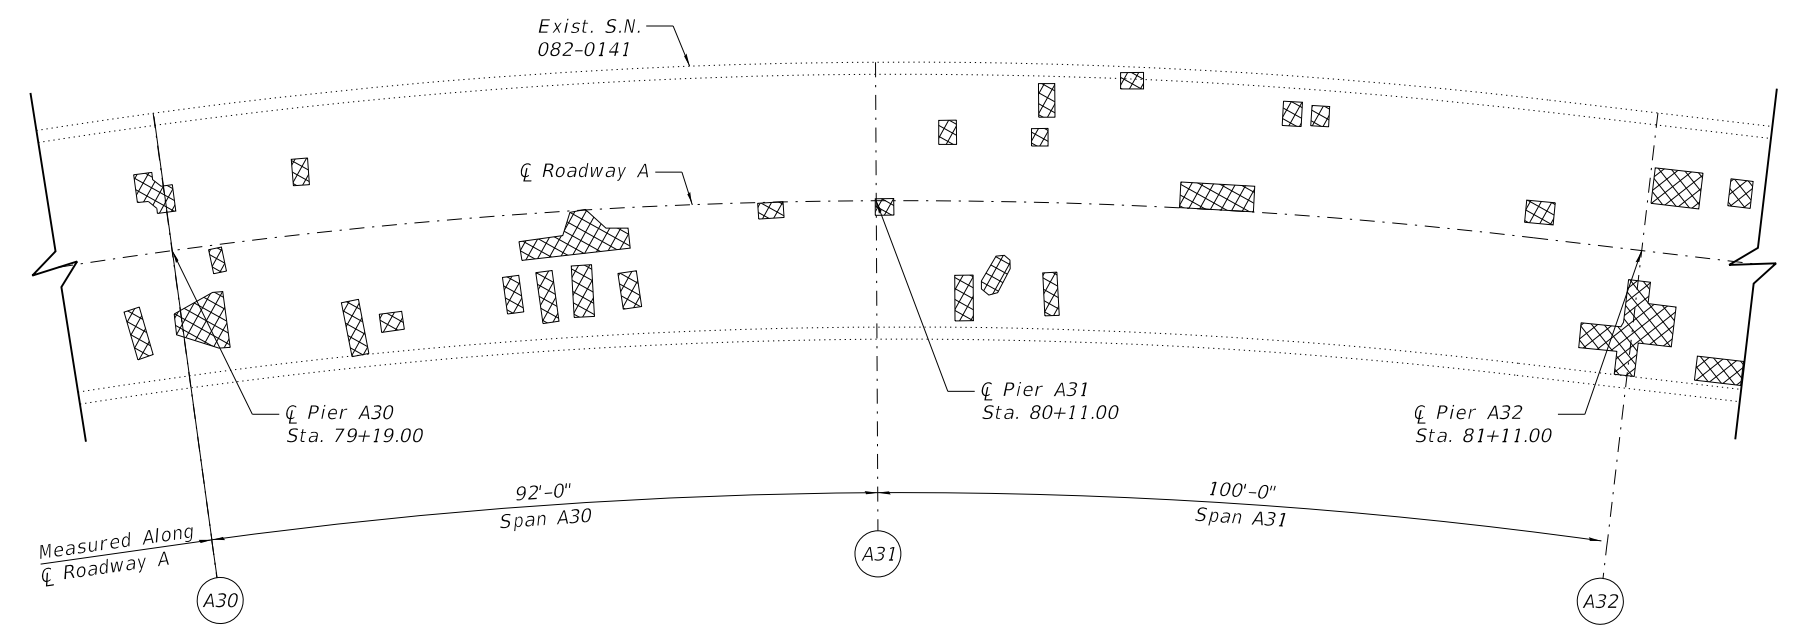 Exist. S.N.
082-0141
℄ Roadway A
℄ Pier A30
Sta. 79+19.00
℄ Pier A31
Sta. 80+11.00
℄ Pier A32
Sta. 81+11.00
92'-0"
Span A30
100'-0"
Span A31
Measured Along
℄ Roadway A
A30
A31
A32